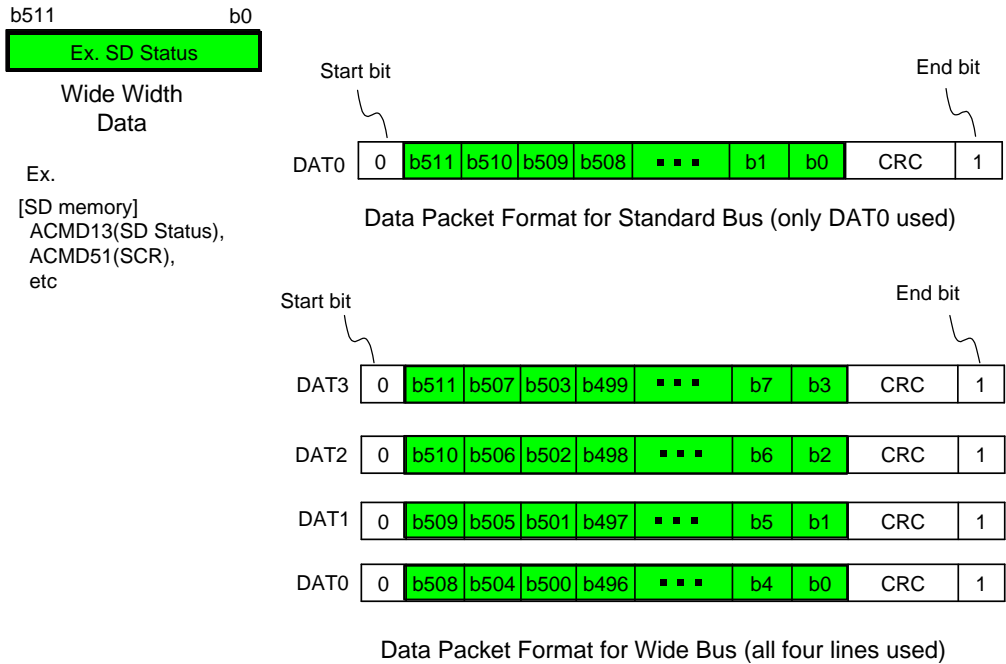 b511 b0
Ex. SD Status
Wide Width
Data
Ex.
[SD memory]
ACMD13(SD Status),
ACMD51(SCR),
etc
Start bit End bit
DAT0 0 b511 b510 b509 b508 ▪ ▪ ▪ b1 b0 CRC 1
Data Packet Format for Standard Bus (only DAT0 used)
Start bit End bit
DAT3 0 b511 b507 b503 b499 ▪ ▪ ▪ b7 b3 CRC 1
DAT2 0 b510 b506 b502 b498 ▪ ▪ ▪ b6 b2 CRC 1
DAT1 0 b509 b505 b501 b497 ▪ ▪ ▪ b5 b1 CRC 1
DAT0 0 b508 b504 b500 b496 ▪ ▪ ▪ b4 b0 CRC 1
Data Packet Format for Wide Bus (all four lines used)